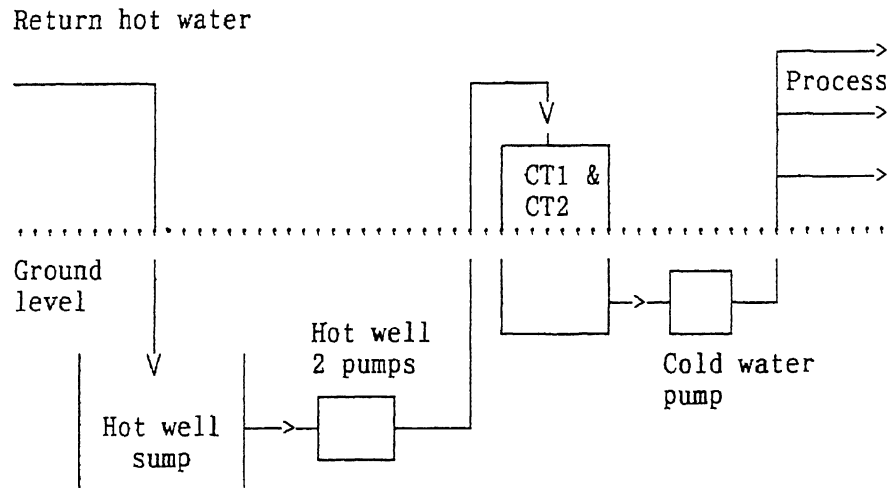 Return hot water
Process
CT1 &
CT2
Ground
level
Hot well
2 pumps
Cold water
pump
Hot well
sump